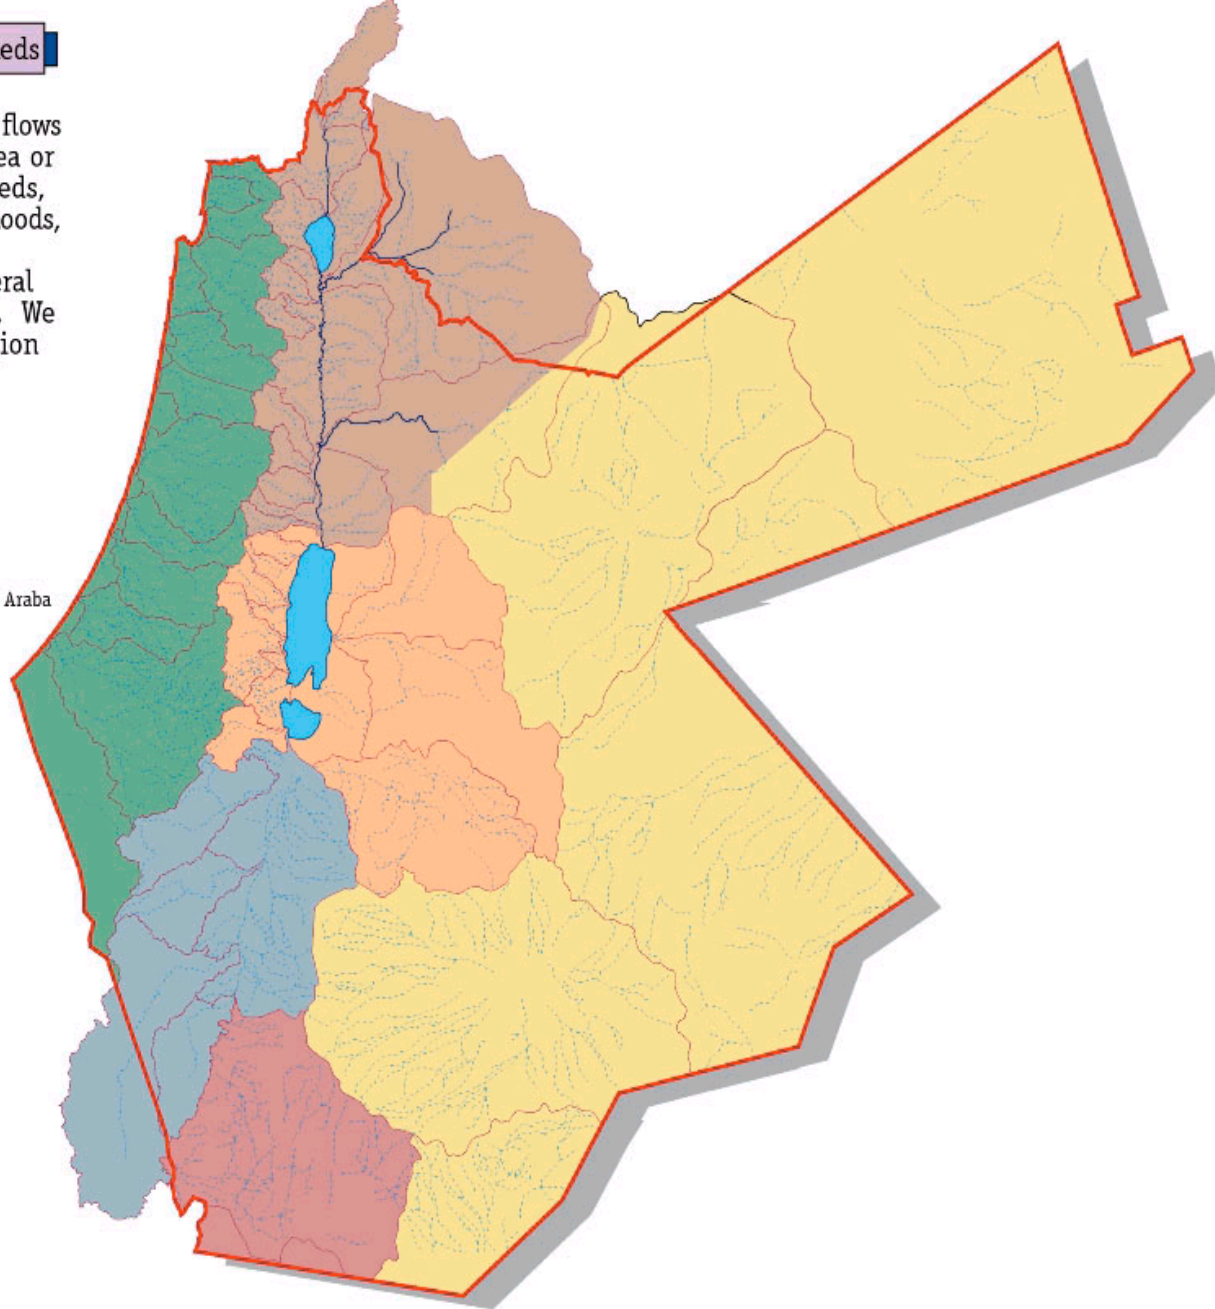 eds
flows
ea or
eds,
oods,
eral
. We
ion
Araba